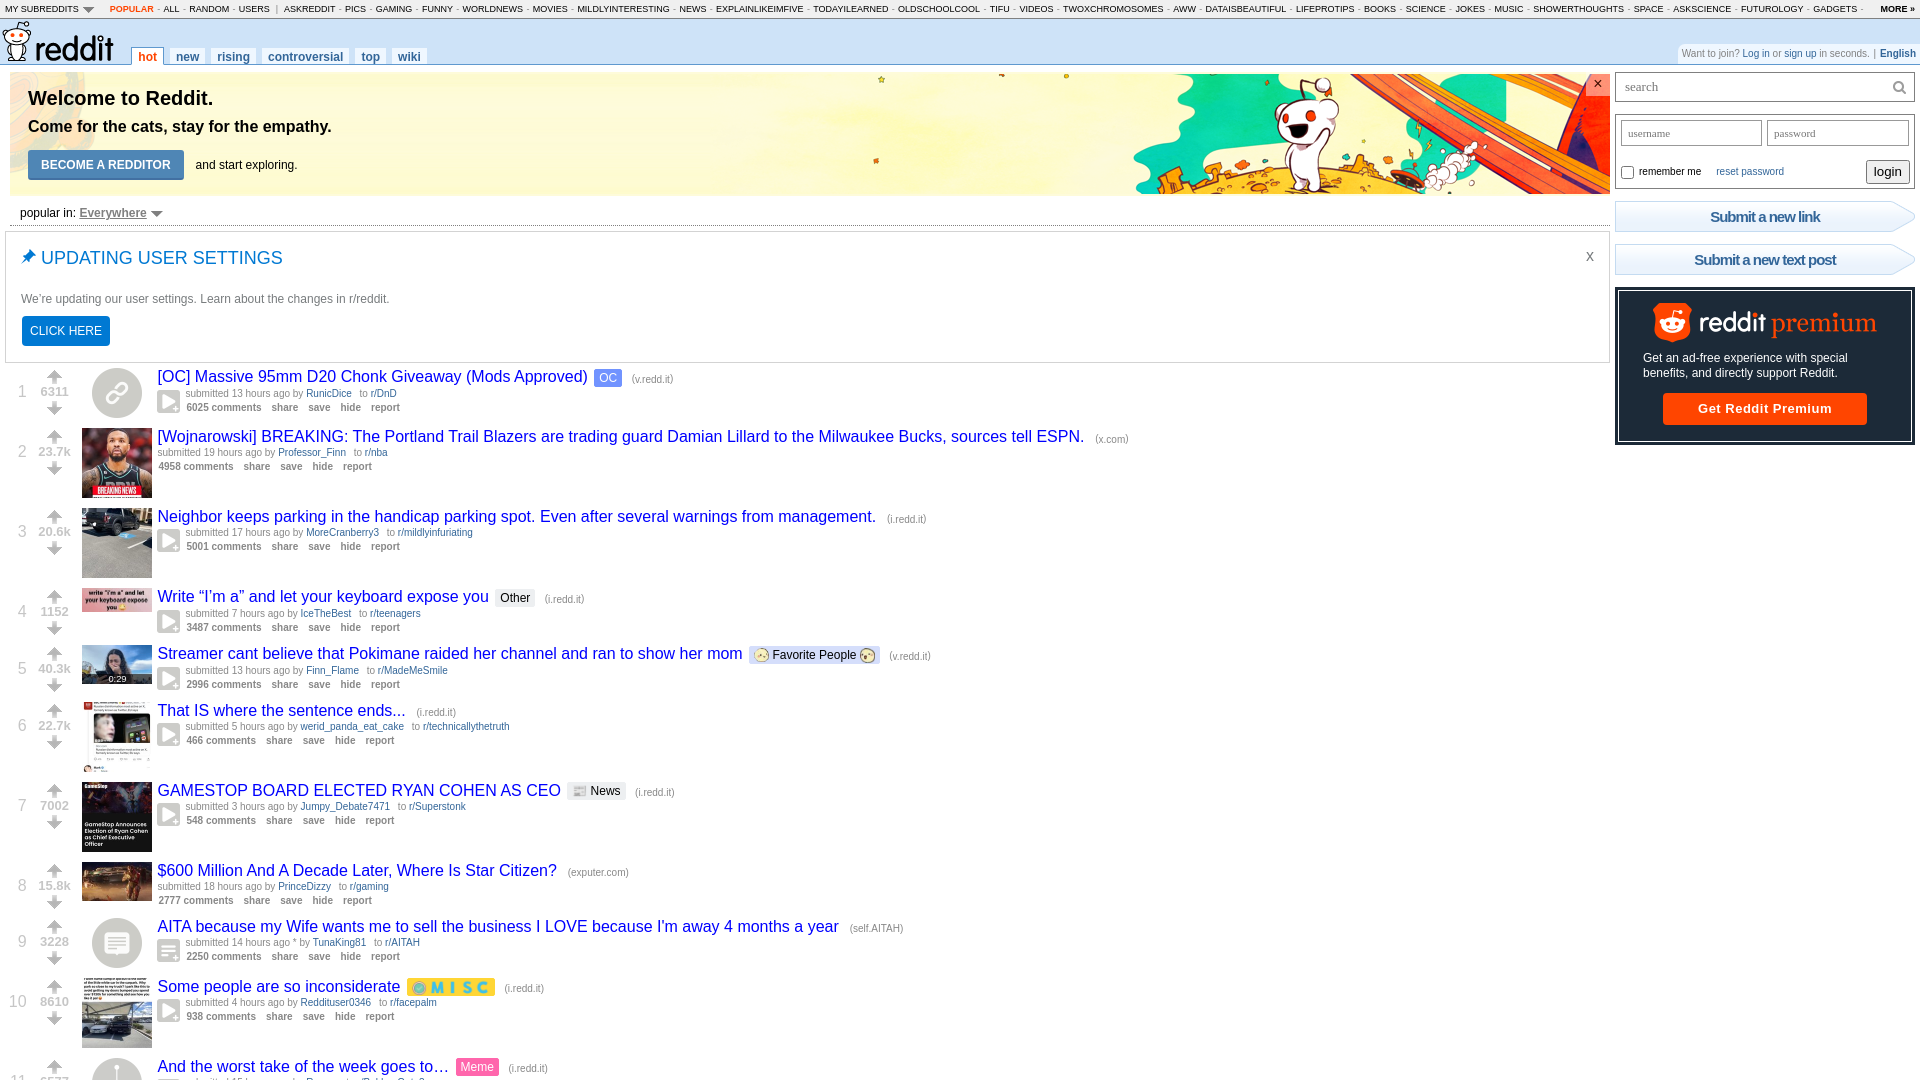 MY SUBREDDITS POPULAR - ALL - RANDOM - USERS | ASKREDDIT - PICS - GAMING - FUNNY - WORLDNEWS - MOVIES - MILDLYINTERESTING - NEWS - EXPLAINLIKEIMFIVE - TODAYILEARNED - OLDSCHOOLCOOL - TIFU - VIDEOS - TWOXCHROMOSOMES - AWW - DATAISBEAUTIFUL - LIFEPROTIPS - BOOKS - SCIENCE - JOKES - MUSIC - SHOWERTHOUGHTS - SPACE - ASKSCIENCE - FUTUROLOGY - GADGETS - MORE »
reddit hot new rising controversial top wiki
Want to join? Log in or sign up in seconds. | English
Welcome to Reddit.
Come for the cats, stay for the empathy.
BECOME A REDDITOR and start exploring.
×
popular in: Everywhere
UPDATING USER SETTINGS
x
We're updating our user settings. Learn about the changes in r/reddit.
CLICK HERE
1
6311
[OC] Massive 95mm D20 Chonk Giveaway (Mods Approved) OC (v.redd.it)
submitted 13 hours ago by RunicDice to r/DnD
6025 comments share save hide report
2
23.7k
BREAKING NEWS
[Wojnarowski] BREAKING: The Portland Trail Blazers are trading guard Damian Lillard to the Milwaukee Bucks, sources tell ESPN. (x.com)
submitted 19 hours ago by Professor_Finn to r/nba
4958 comments share save hide report
3
20.6k
Neighbor keeps parking in the handicap parking spot. Even after several warnings from management. (i.redd.it)
submitted 17 hours ago by MoreCranberry3 to r/mildlyinfuriating
5001 comments share save hide report
4
1152
write "i'm a" and let
your keyboard expose
you
Write “I’m a” and let your keyboard expose you Other (i.redd.it)
submitted 7 hours ago by IceTheBest to r/teenagers
3487 comments share save hide report
5
40.3k
0:29
Streamer cant believe that Pokimane raided her channel and ran to show her mom Favorite People (v.redd.it)
submitted 13 hours ago by Finn_Flame to r/MadeMeSmile
2996 comments share save hide report
6
22.7k
That IS where the sentence ends... (i.redd.it)
submitted 5 hours ago by werid_panda_eat_cake to r/technicallythetruth
466 comments share save hide report
7
7002
GameStop
GameStop Announces
Election of Ryan Cohen
as Chief Executive
Officer
GAMESTOP BOARD ELECTED RYAN COHEN AS CEO 📰 News (i.redd.it)
submitted 3 hours ago by Jumpy_Debate7471 to r/Superstonk
548 comments share save hide report
8
15.8k
$600 Million And A Decade Later, Where Is Star Citizen? (exputer.com)
submitted 18 hours ago by PrinceDizzy to r/gaming
2777 comments share save hide report
9
3228
AITA because my Wife wants me to sell the business I LOVE because I'm away 4 months a year (self.AITAH)
submitted 14 hours ago * by TunaKing81 to r/AITAH
2250 comments share save hide report
10
8610
Some people are so inconsiderate MISC (i.redd.it)
submitted 4 hours ago by Reddituser0346 to r/facepalm
938 comments share save hide report
And the worst take of the week goes to… Meme (i.redd.it)
search
username password
remember me reset password login
Submit a new link
Submit a new text post
reddit premium
Get an ad-free experience with special
benefits, and directly support Reddit.
Get Reddit Premium